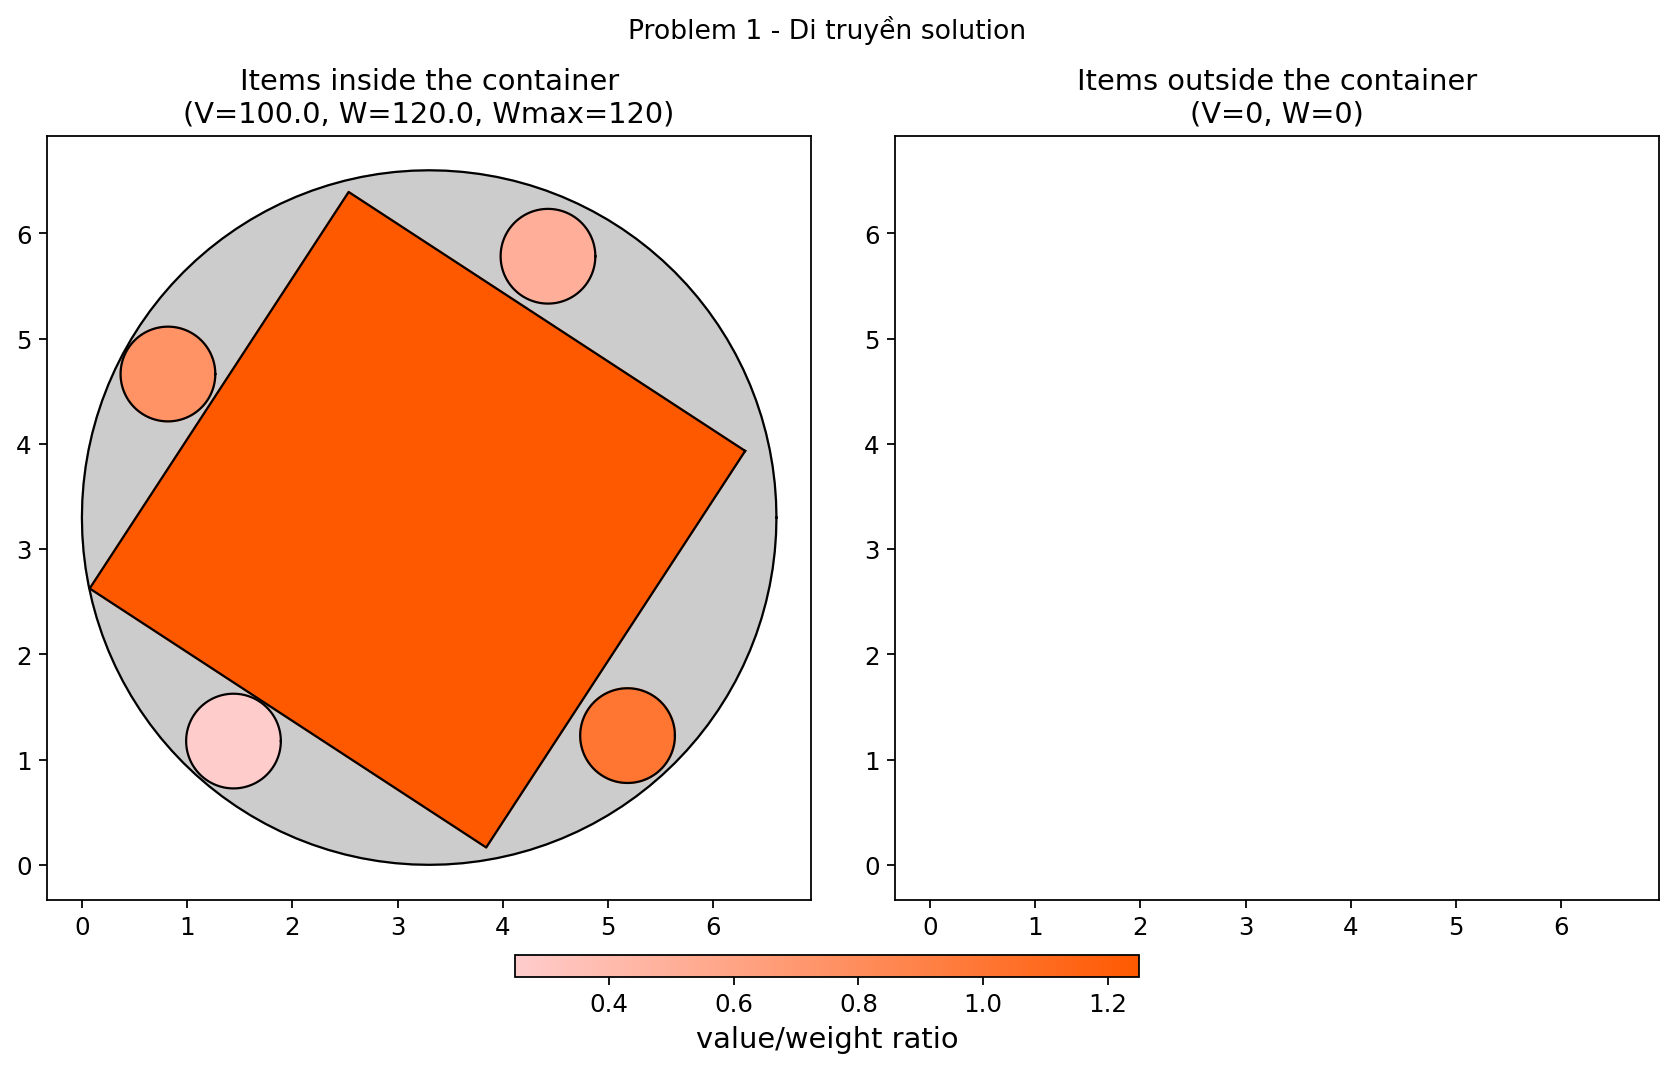 Problem 1 - Di truyền solution
Items inside the container
(V=100.0, W=120.0, Wmax=120)
6
5
4
3
2
1
0
0 1 2 3 4 5 6
Items outside the container
(V=0, W=0)
6
5
4
3
2
1
0
0 1 2 3 4 5 6
0.4 0.6 0.8 1.0 1.2
value/weight ratio